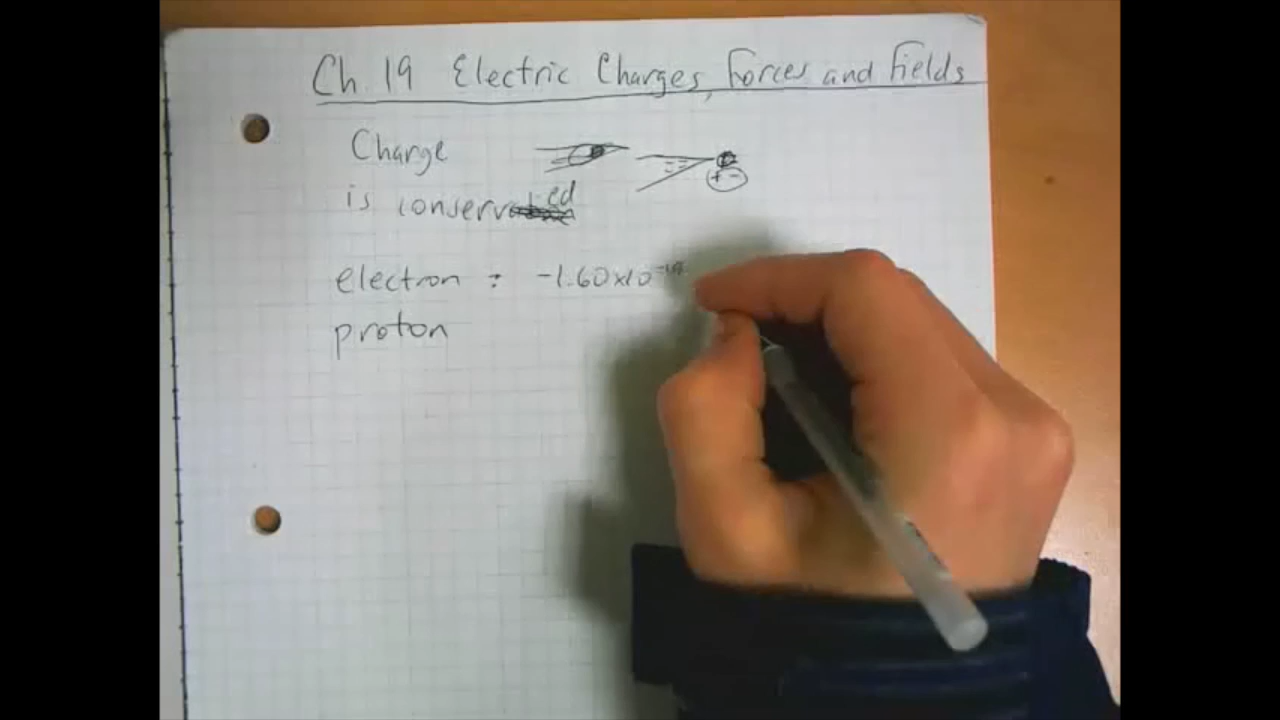 Ch. 19 Electric Charges, Forces and Fields
Charge
is conserved
+ -
electron : -1.60x10
proton